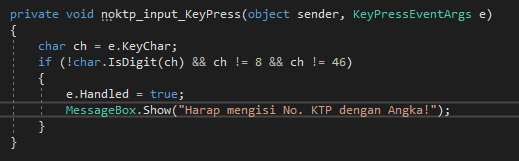 private void noktp_input_KeyPress(object sender, KeyPressEventArgs e)
{
char ch = e.KeyChar;
if (!char.IsDigit(ch) && ch != 8 && ch != 46)
{
e.Handled = true;
MessageBox.Show("Harap mengisi No. KTP dengan Angka!");
}
}